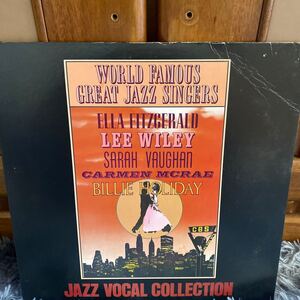 WORLD FAMOUS
GREAT JAZZ SINGERS
ELLA FITZGERALD
LEE WILEY
SARAH VAUGHAN
CARMEN MCRAE
BILLIE HOLIDAY
CBS
JAZZ VOCAL COLLECTION